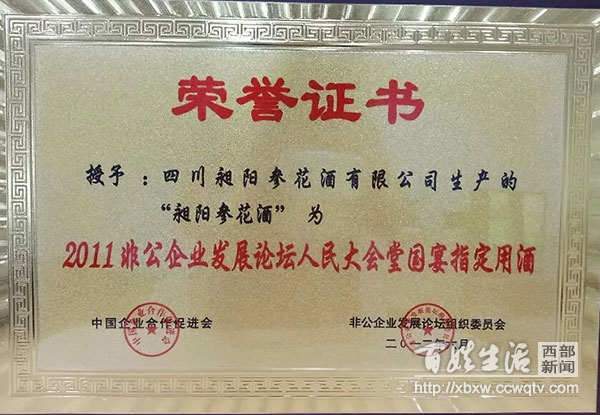 荣誉证书
授予：四川昶阳参花酒有限公司生产的
“昶阳参花酒”为
2011非公企业发展论坛人民大会堂国宴指定用酒
中国企业合作促进会
非公企业发展论坛组织委员会
二〇一一年六月
百姓生活 西部新闻
http://xbxw.ccwqtv.com